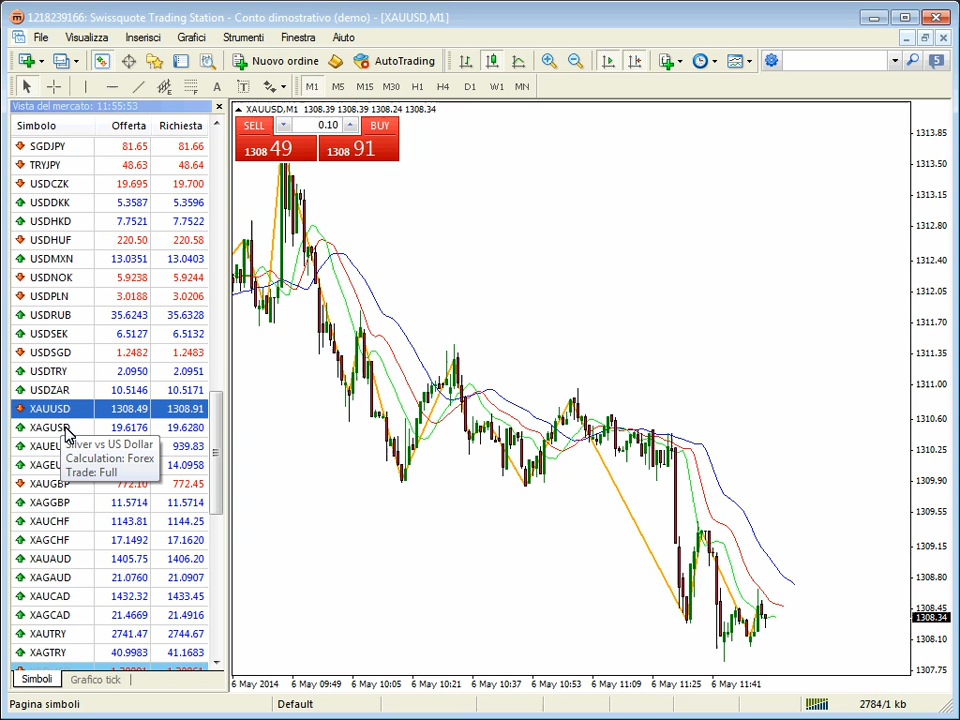 1218239166: Swissquote Trading Station - Conto dimostrativo (demo) - [XAUUSD,M1]
File Visualizza Inserisci Grafici Strumenti Finestra Aiuto
Nuovo ordine AutoTrading 5
A T M1 M5 M15 M30 H1 H4 D1 W1 MN
Vista del mercato: 11:55:53
Simbolo Offerta Richiesta
SGDJPY 81.65 81.66
TRYJPY 48.63 48.64
USDCZK 19.695 19.700
USDDKK 5.3587 5.3596
USDHKD 7.7521 7.7522
USDHUF 220.50 220.58
USDMXN 13.0351 13.0403
USDNOK 5.9238 5.9244
USDPLN 3.0188 3.0206
USDRUB 35.6243 35.6328
USDSEK 6.5127 6.5132
USDSGD 1.2482 1.2483
USDTRY 2.0950 2.0951
USDZAR 10.5146 10.5171
XAUUSD 1308.49 1308.91
XAGUSD 19.6176 19.6280
XAUEU 939.83
XAGEU 14.0958
XAUGBP 772.10 772.45
XAGGBP 11.5714 11.5914
XAUCHF 1143.81 1144.25
XAGCHF 17.1492 17.1620
XAUAUD 1405.75 1406.20
XAGAUD 21.0760 21.0907
XAUCAD 1432.32 1433.45
XAGCAD 21.4669 21.4916
XAUTRY 2741.47 2744.67
XAGTRY 40.9983 41.1683
Silver vs US Dollar
Calculation: Forex
Trade: Full
Simboli Grafico tick
XAUUSD,M1 1308.39 1308.39 1308.24 1308.34
SELL 0.10 BUY
1308 49 1308 91
1313.85
1313.50
1313.15
1312.80
1312.40
1312.05
1311.70
1311.35
1311.00
1310.60
1310.25
1309.90
1309.55
1309.15
1308.80
1308.45
1308.34
1308.10
1307.75
6 May 2014 6 May 09:49 6 May 10:05 6 May 10:21 6 May 10:37 6 May 10:53 6 May 11:09 6 May 11:25 6 May 11:41
Pagina simboli Default 2784/1 kb